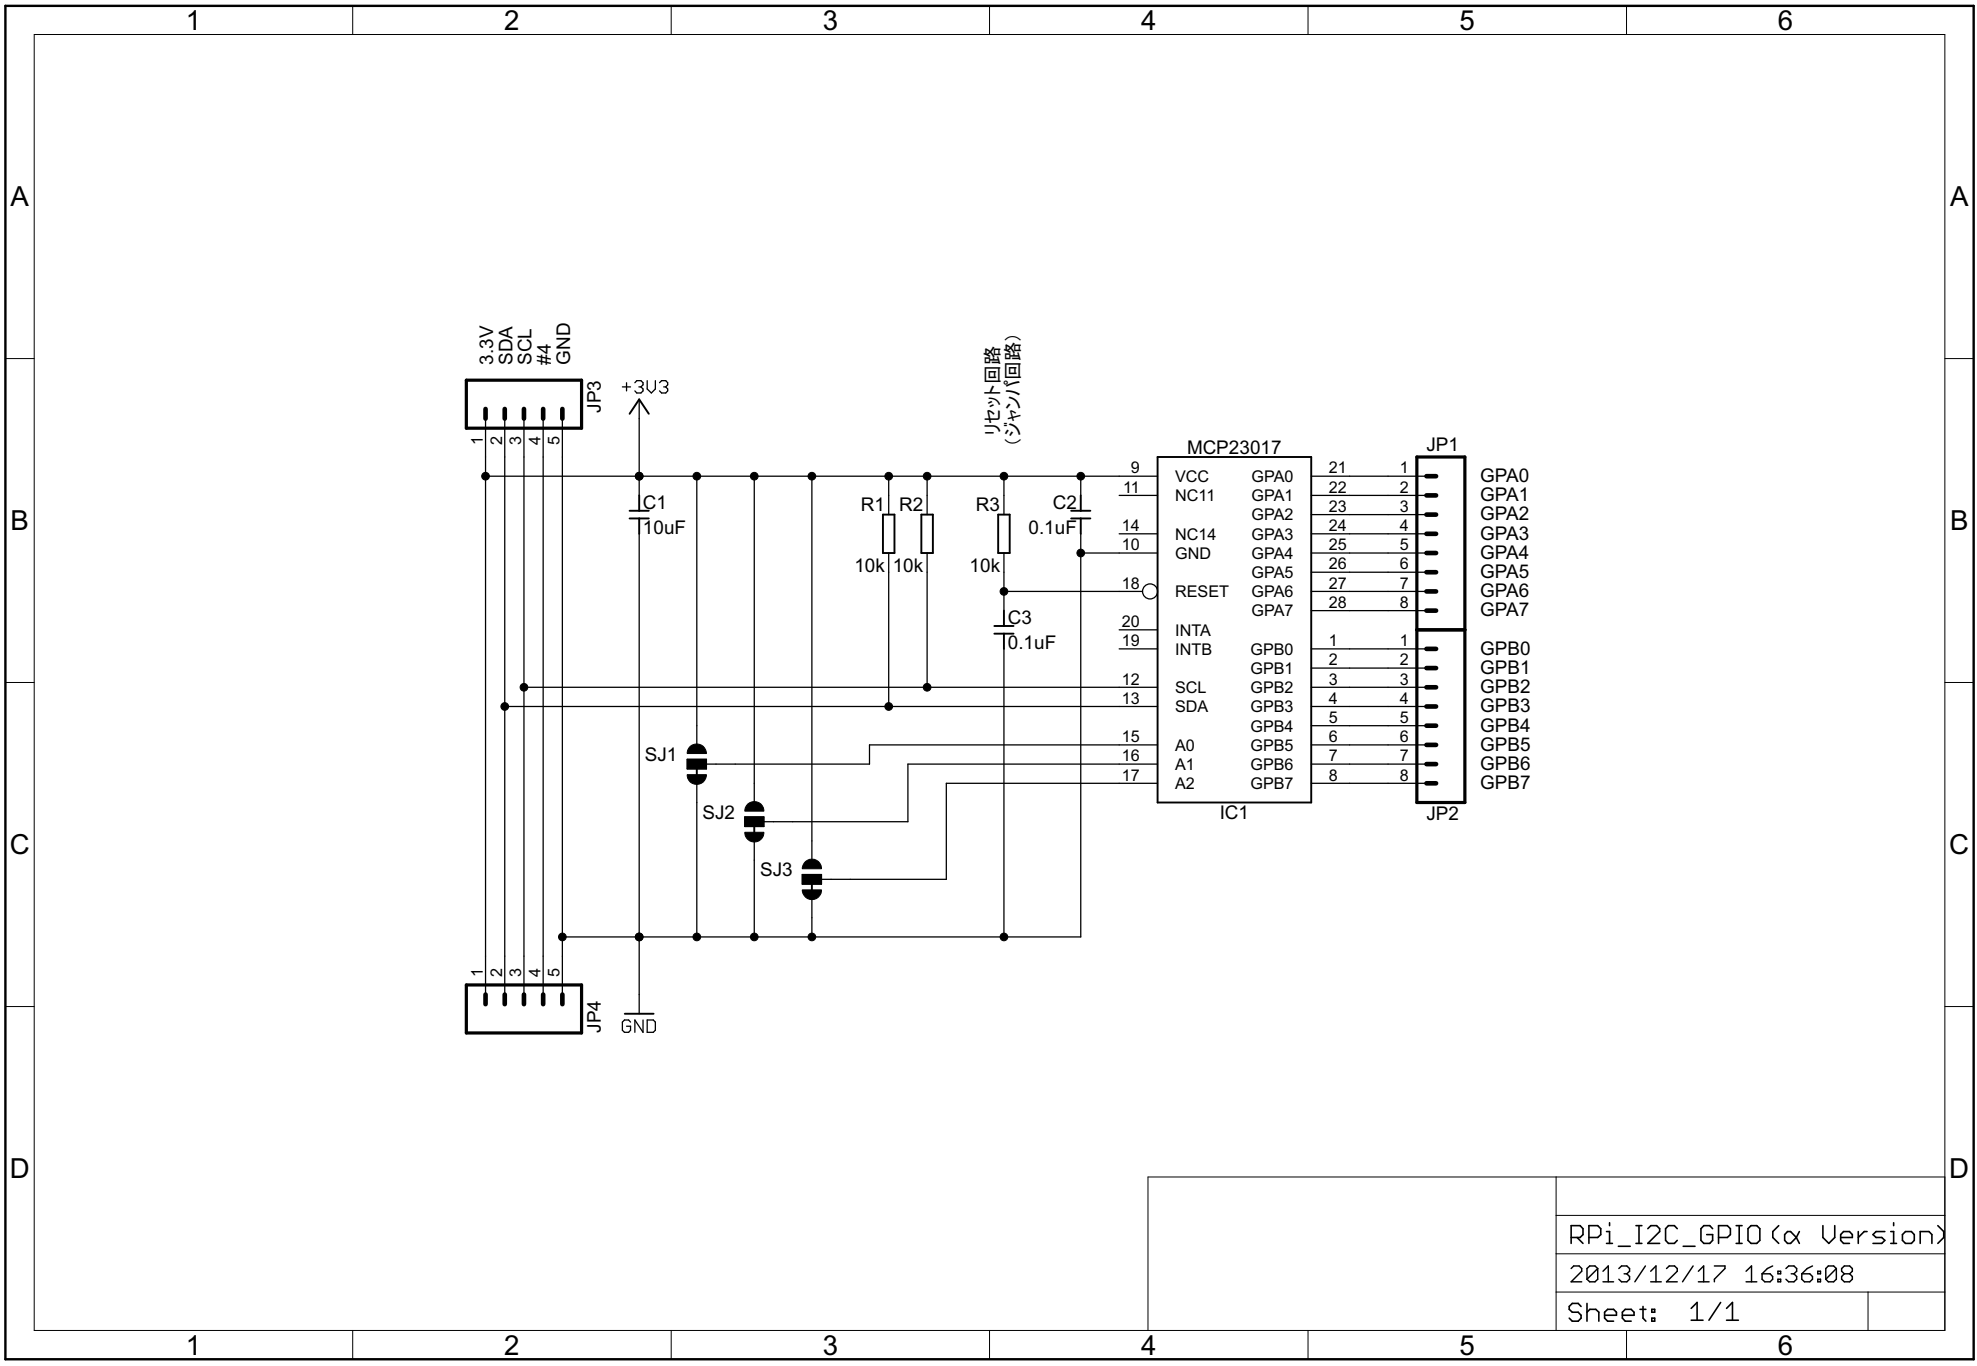 1 2 3 4 5 6
A A
B B
C C
D D
3.3V
SDA
SCL
#4
GND
JP3
1
2
3
4
5
+3V3
C1
10uF
R1
10k
R2
10k
リセット回路
(ジャンパ回路)
R3
10k
C2
0.1uF
C3
0.1uF
SJ1
SJ2
SJ3
1
2
3
4
5
JP4
GND
MCP23017
9 VCC
11 NC11
14 NC14
10 GND
18 RESET
20 INTA
19 INTB
12 SCL
13 SDA
15 A0
16 A1
17 A2
IC1
JP1
GPA0 21 1 GPA0
GPA1 22 2 GPA1
GPA2 23 3 GPA2
GPA3 24 4 GPA3
GPA4 25 5 GPA4
GPA5 26 6 GPA5
GPA6 27 7 GPA6
GPA7 28 8 GPA7
GPB0 1 1 GPB0
GPB1 2 2 GPB1
GPB2 3 3 GPB2
GPB3 4 4 GPB3
GPB4 5 5 GPB4
GPB5 6 6 GPB5
GPB6 7 7 GPB6
GPB7 8 8 GPB7
JP2
RPi_I2C_GPIO(α Version)
2013/12/17 16:36:08
Sheet: 1/1
1 2 3 4 5 6